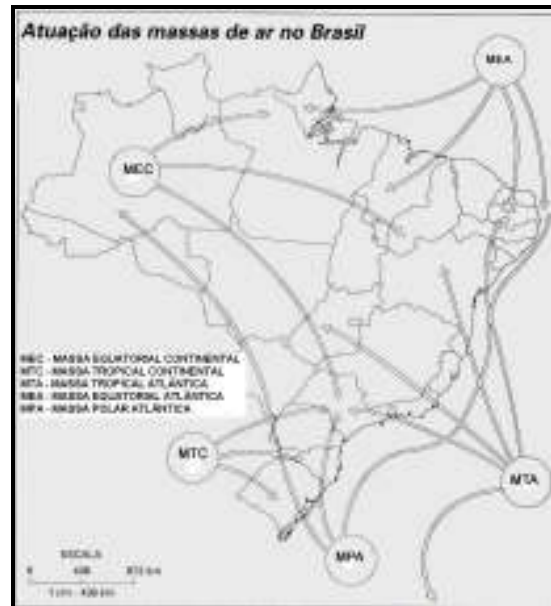 Atuação das massas de ar no Brasil
MEA
MEC
MEC - MASSA EQUATORIAL CONTINENTAL
MTC - MASSA TROPICAL CONTINENTAL
MTA - MASSA TROPICAL ATLÂNTICA
MEA - MASSA EQUATORIAL ATLÂNTICA
MPA - MASSA POLAR ATLÂNTICA
MTC
MTA
MPA
ESCALA
0